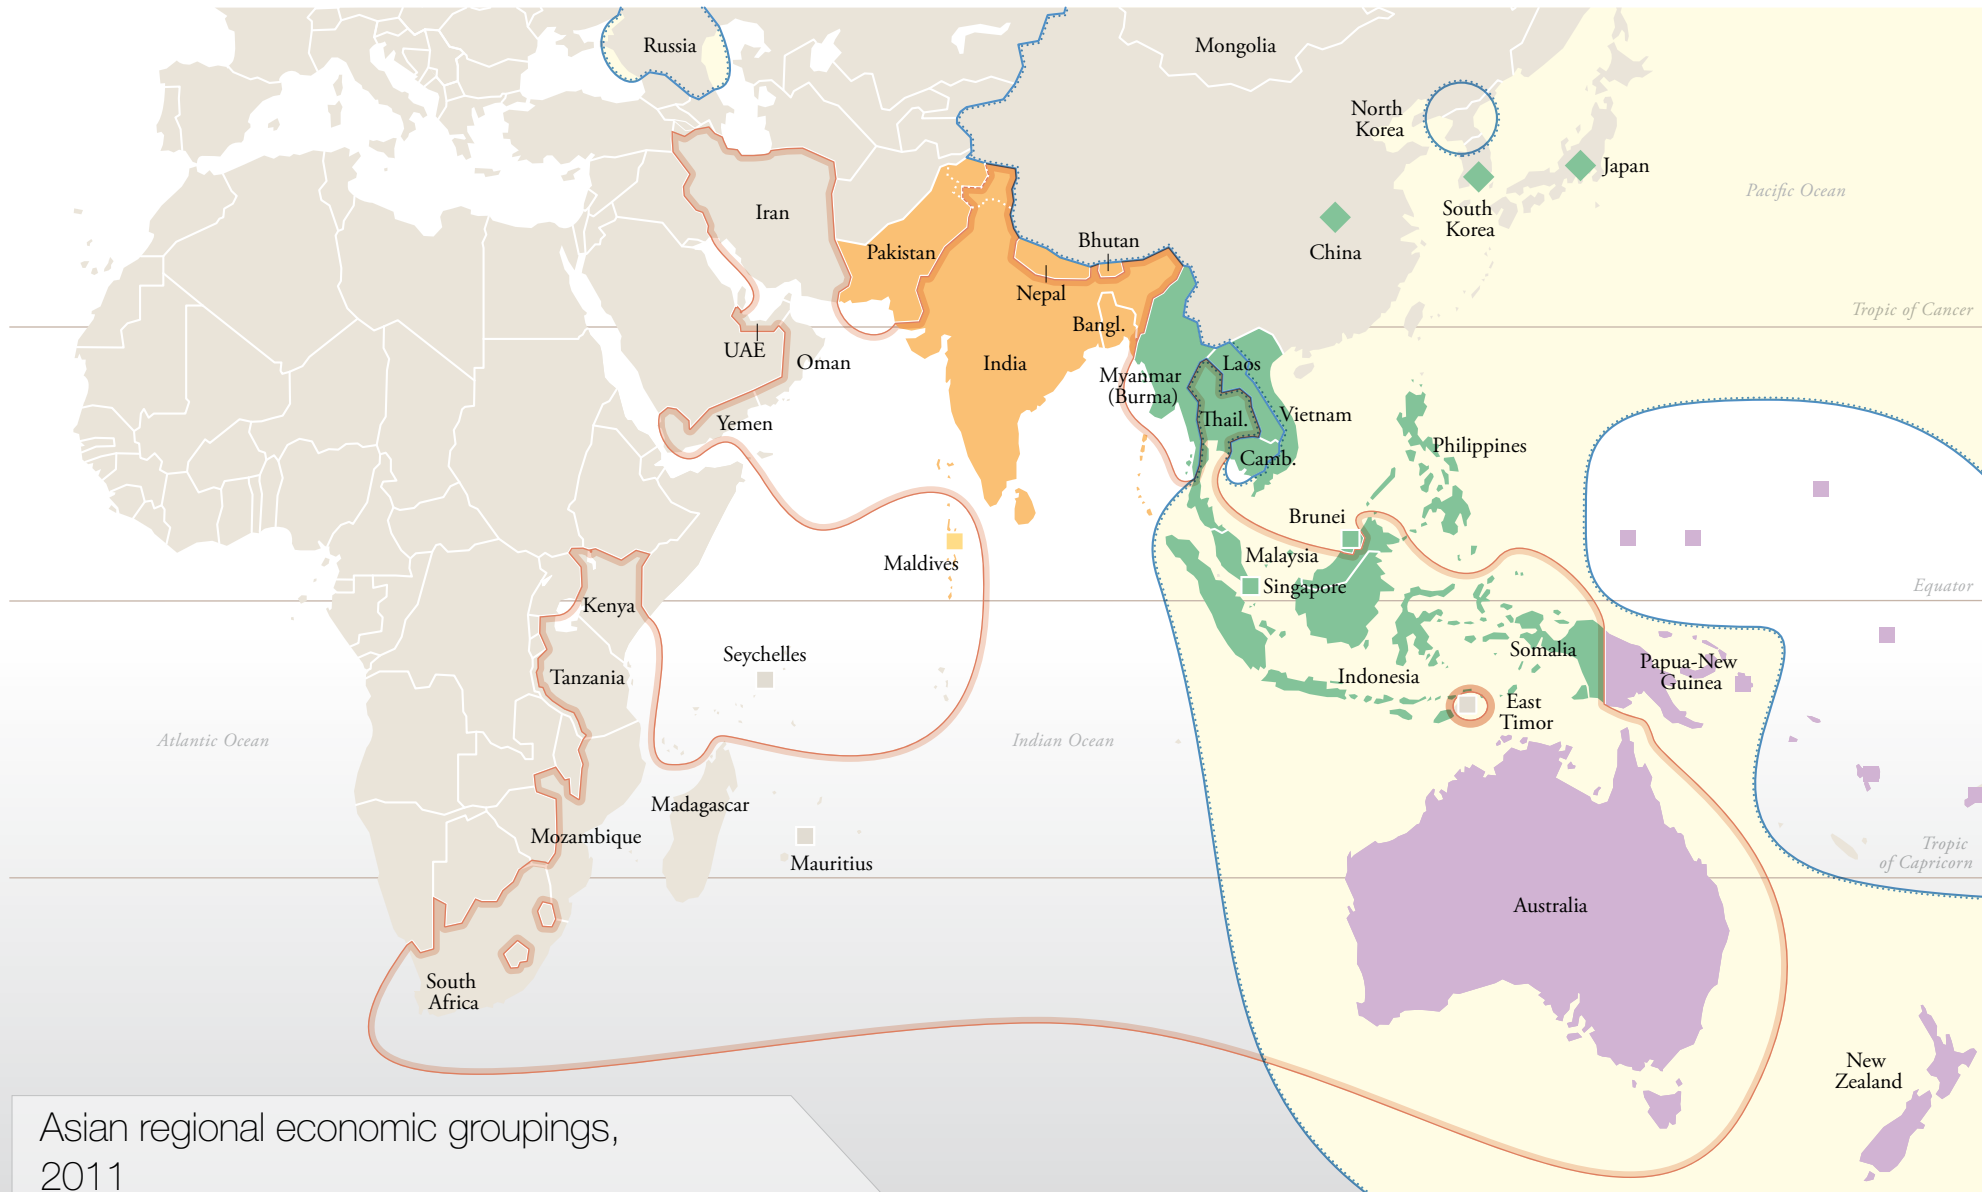 Russia
Mongolia
North
Korea
Japan
Pacific Ocean
Iran
South
Korea
Pakistan
Bhutan
China
Nepal
Tropic of Cancer
Bangl.
UAE
Oman
India
Laos
Myanmar
(Burma)
Yemen
Thail.
Vietnam
Philippines
Camb.
Brunei
Maldives
Malaysia
Singapore
Equator
Kenya
Seychelles
Somalia
Tanzania
Indonesia
Papua-New
Guinea
East
Timor
Atlantic Ocean
Indian Ocean
Madagascar
Mozambique
Mauritius
Tropic
of Capricorn
Australia
South
Africa
New
Zealand
Asian regional economic groupings,
2011